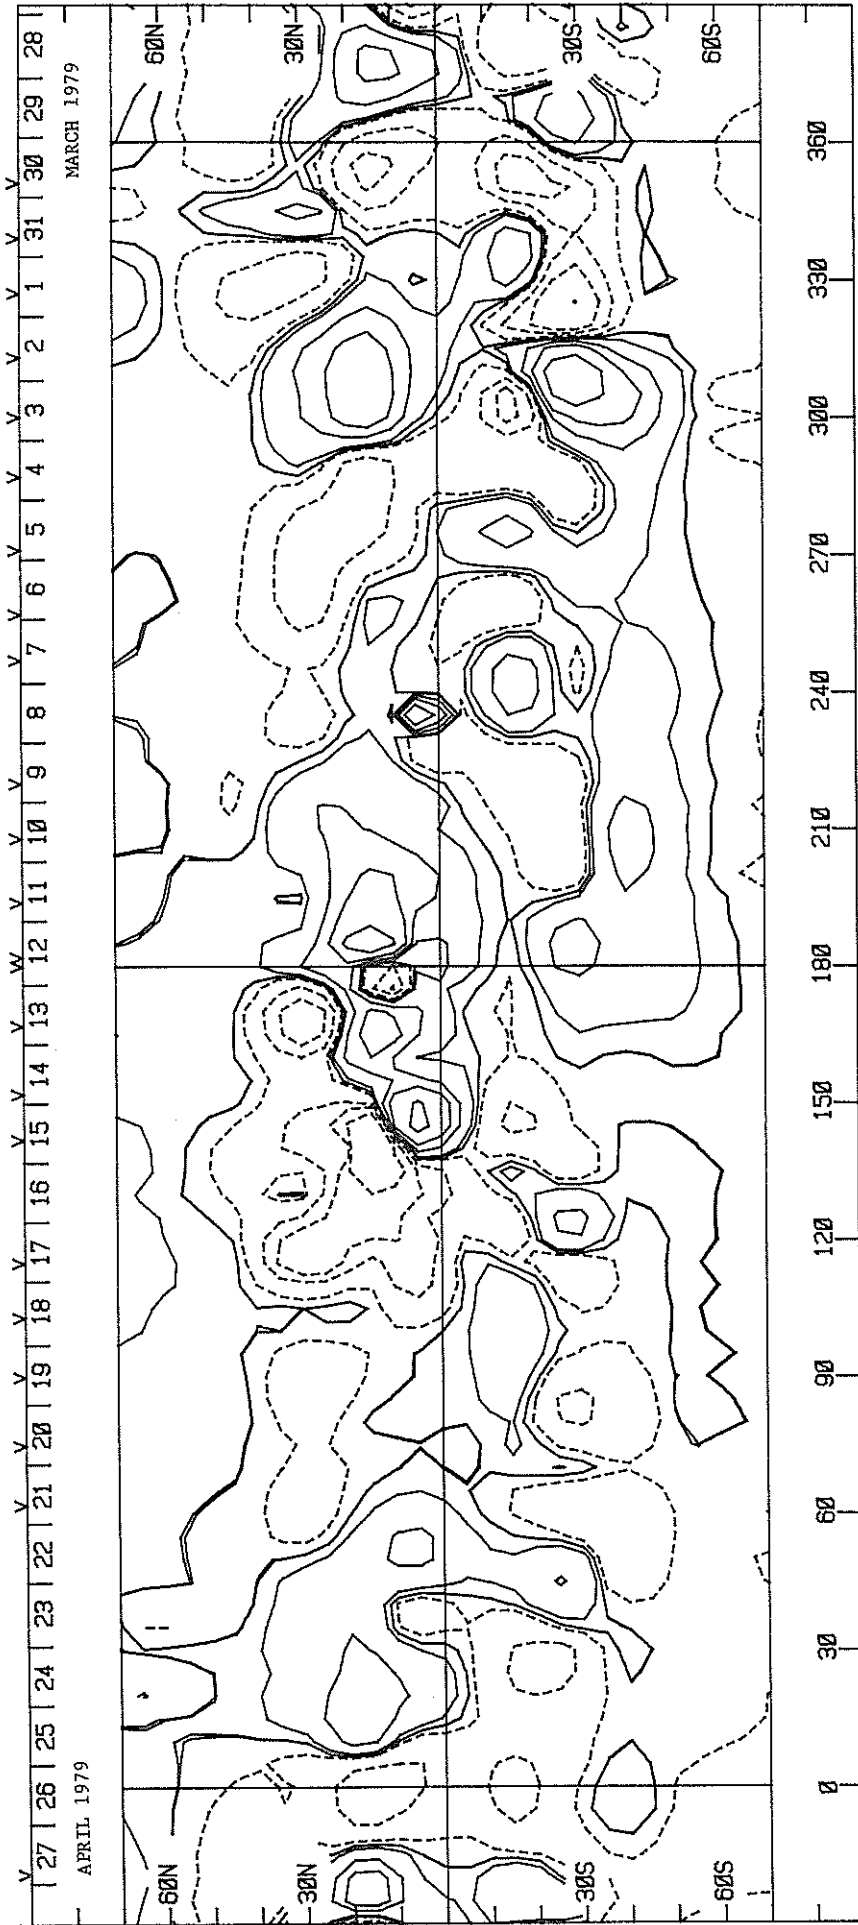 V V V V V V V V V W V V V V V V V V V V V V
| 27 | 26 | 25 | 24 | 23 | 22 | 21 | 20 | 19 | 18 | 17 | 16 | 15 | 14 | 13 | 12 | 11 | 10 | 9 | 8 | 7 | 6 | 5 | 4 | 3 | 2 | 1 | 31 | 30 | 29 | 28 |
APRIL 1979 MARCH 1979
60N 60N
30N 30N
30S 30S
60S 60S
0 30 60 90 120 150 180 210 240 270 300 330 360